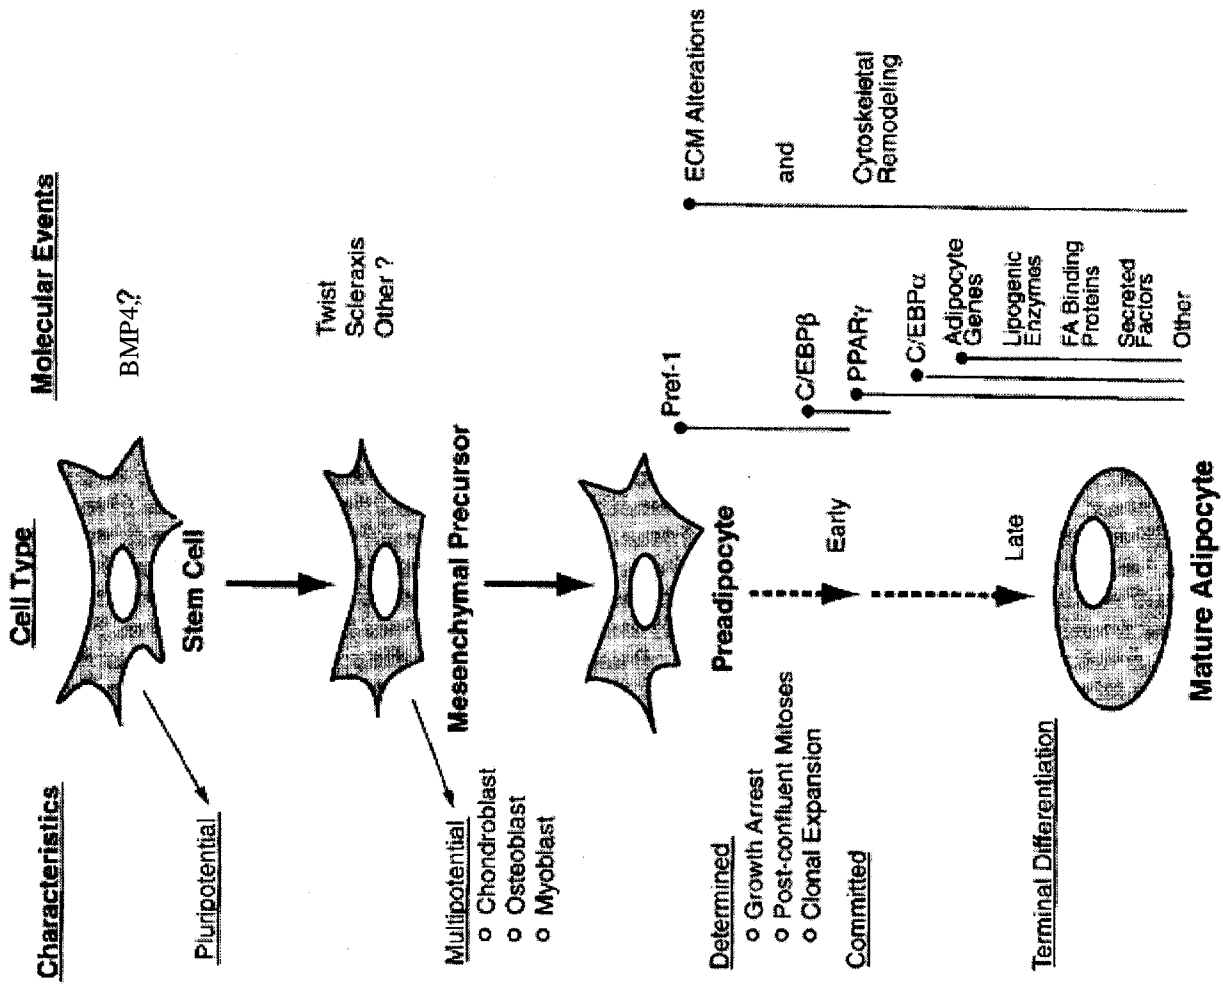 Characteristics
Cell Type
Molecular Events
Pluripotential
Stem Cell
BMP4,?
Multipotential
Chondroblast
Osteoblast
Myoblast
Mesenchymal Precursor
Twist
Scleraxis
Other ?
Determined
Growth Arrest
Post-confluent Mitoses
Clonal Expansion
Committed
Preadipocyte
Early
Late
Pref-1
C/EBPβ
PPARγ
C/EBPα
Adipocyte
Genes
Lipogenic
Enzymes
FA Binding
Proteins
Secreted
Factors
Other
ECM Alterations
and
Cytoskeletal
Remodeling
Terminal Differentiation
Mature Adipocyte